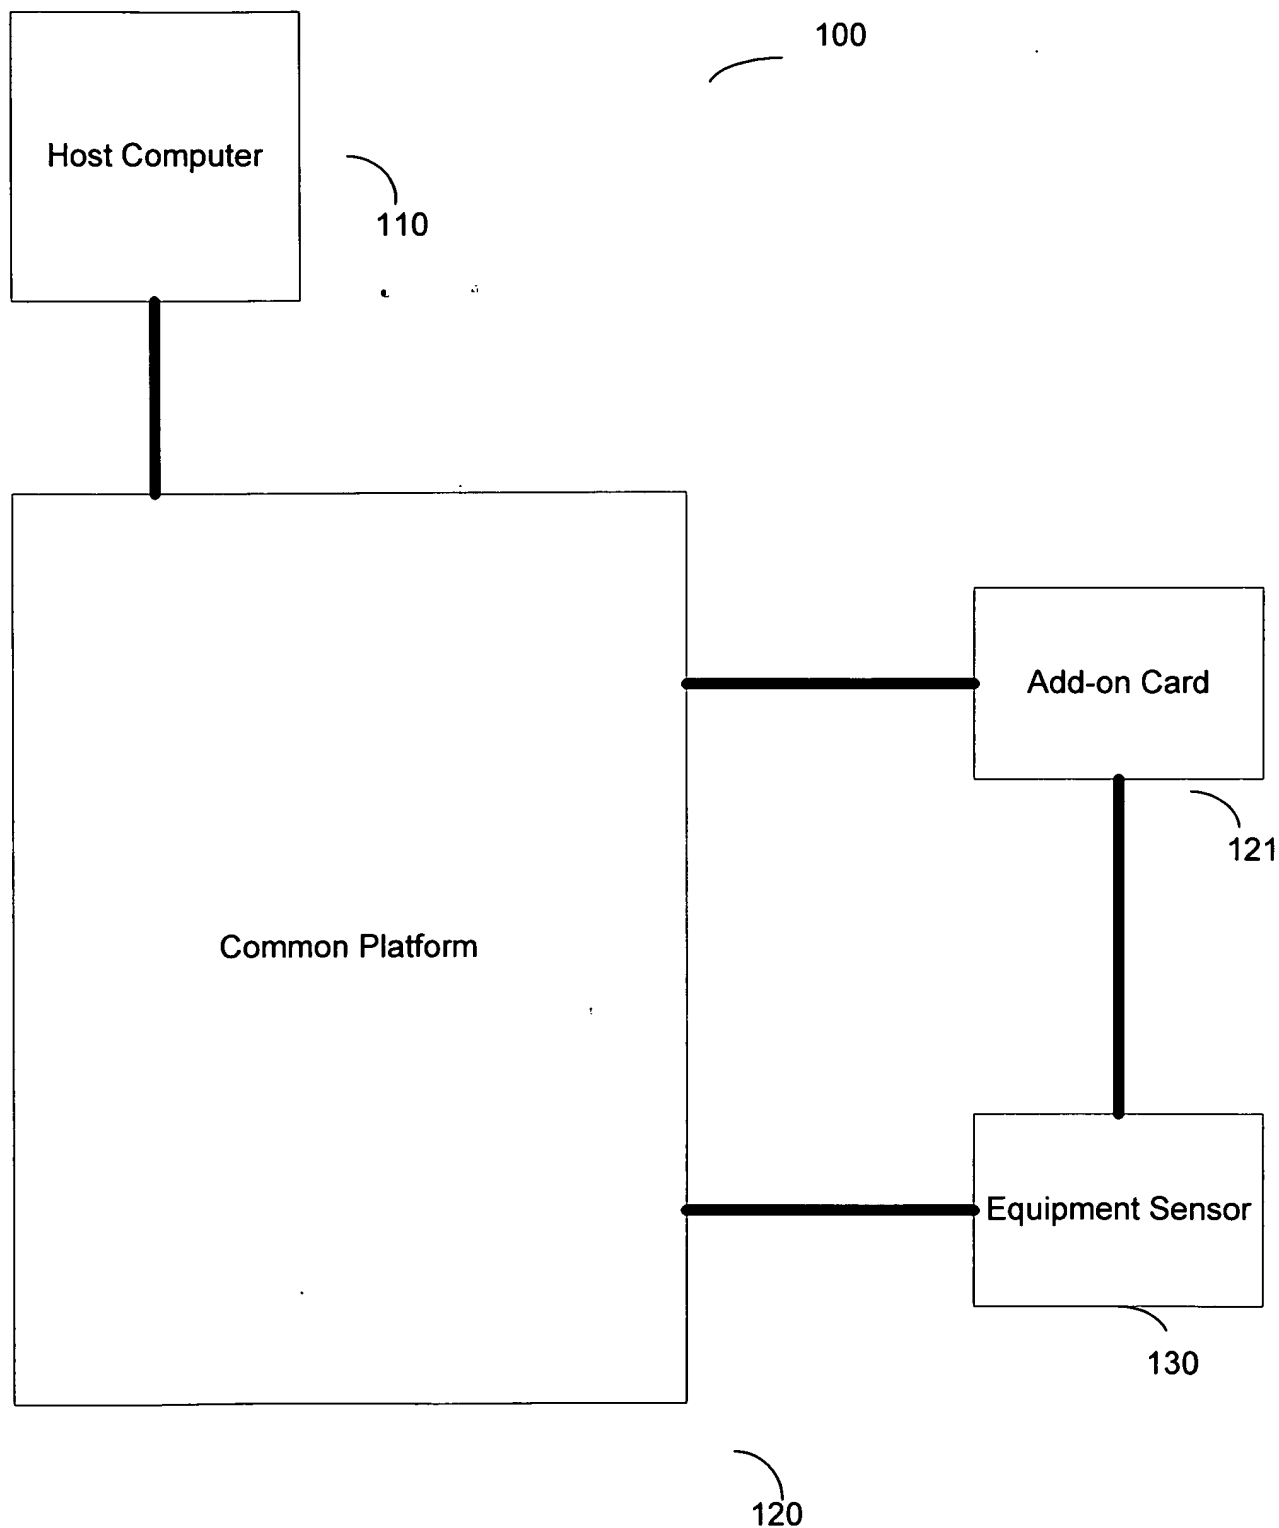 100
Host Computer
110
Add-on Card
121
Common Platform
Equipment Sensor
130
120